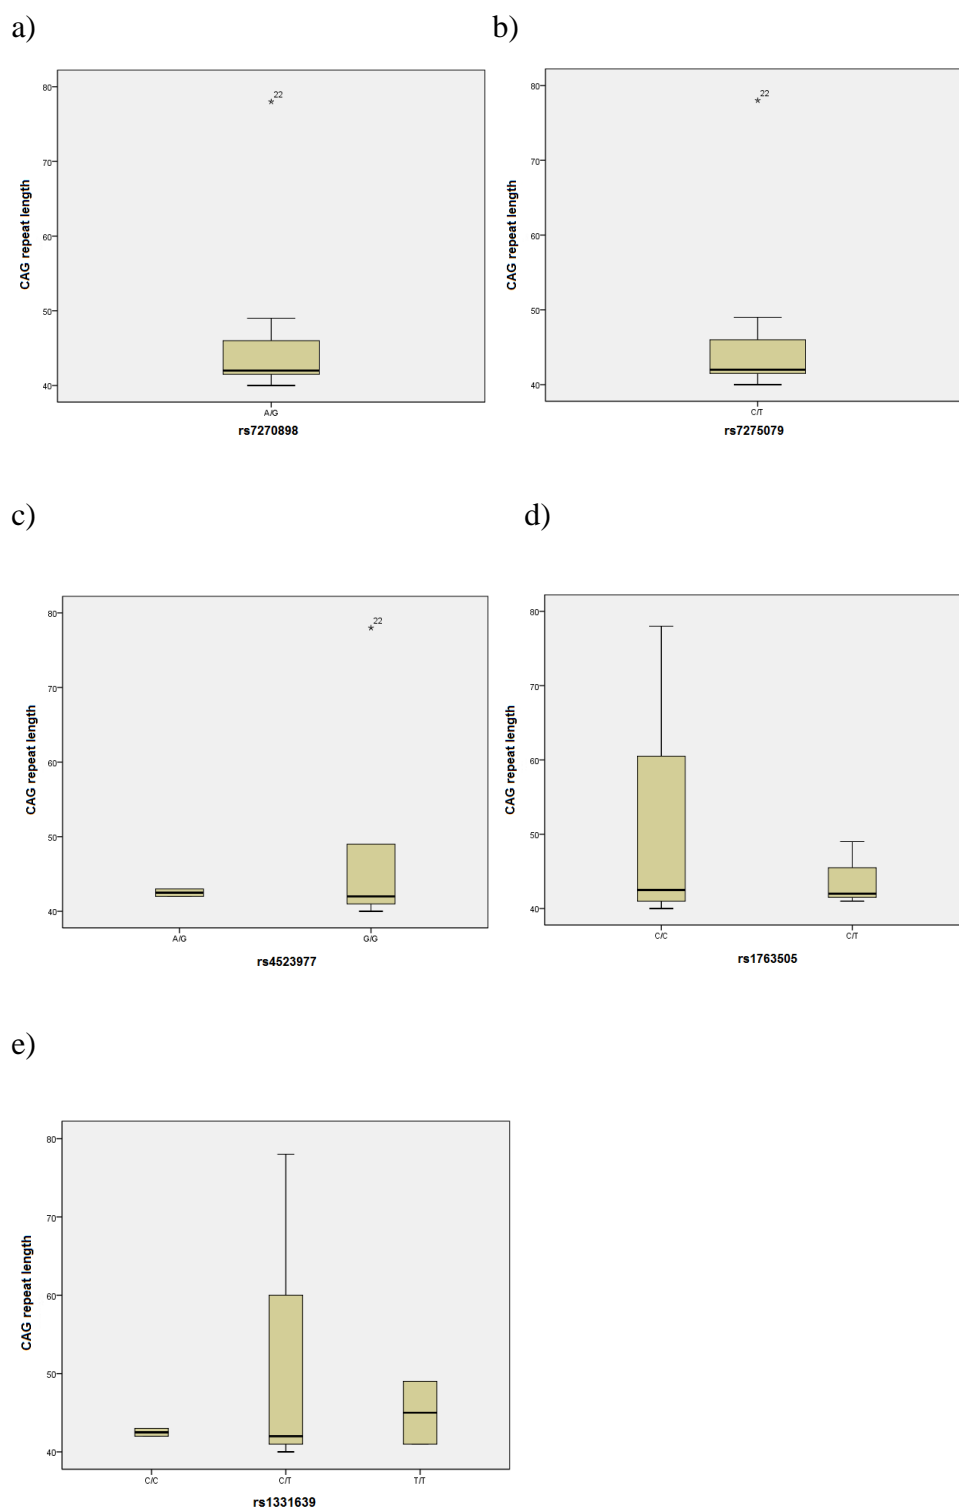 a)
b)
CAG repeat length
80
70
60
50
40
*22
A/G
rs7270898
CAG repeat length
80
70
60
50
40
*22
C/T
rs7275079
c)
d)
CAG repeat length
80
70
60
50
40
*22
A/G G/G
rs4523977
CAG repeat length
80
70
60
50
40
C/C C/T
rs1763505
e)
CAG repeat length
80
70
60
50
40
C/C C/T T/T
rs1331639